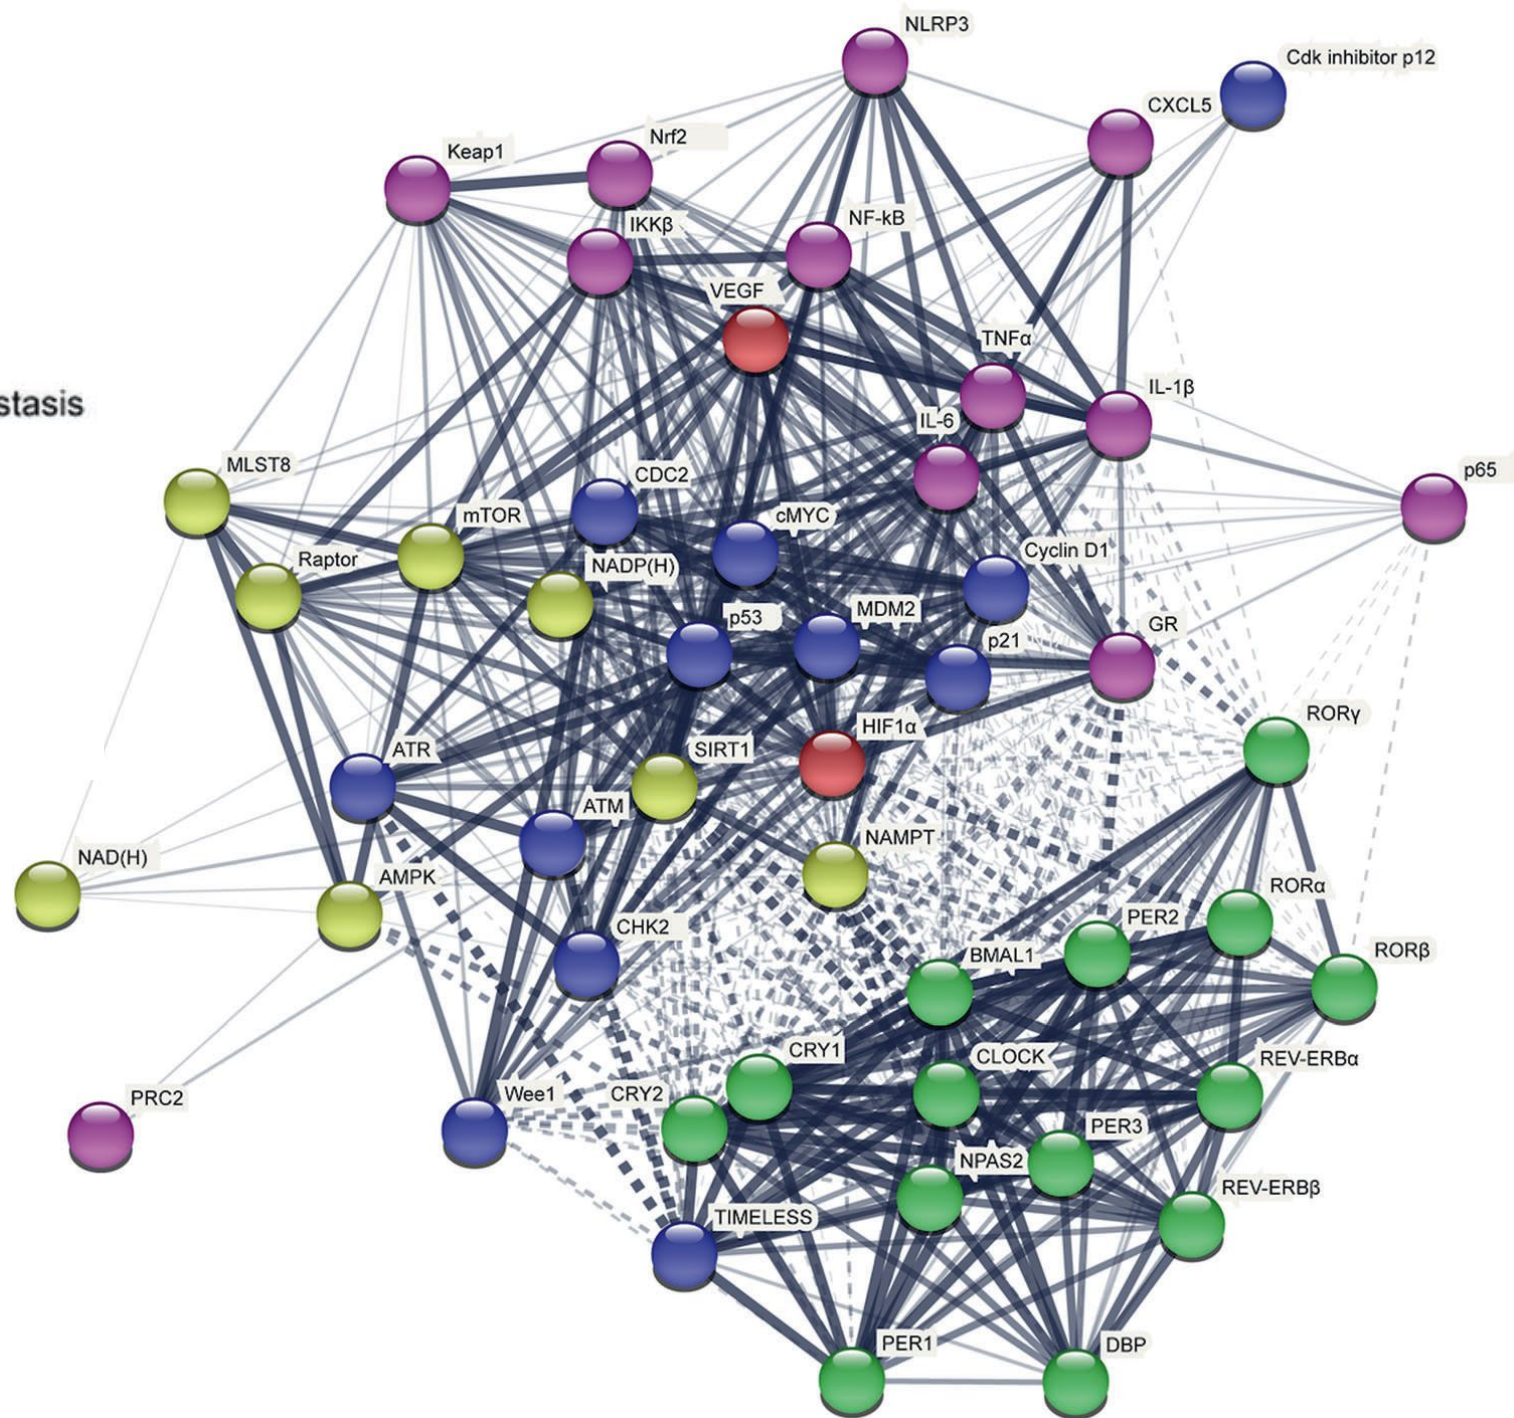 NLRP3
Cdk inhibitor p12
CXCL5
Nrf2
Keap1
NF-kB
IKKβ
VEGF
TNFα
IL-1β
stasis
IL-6
MLST8
CDC2
p65
mTOR
cMYC
Cyclin D1
Raptor
NADP(H)
MDM2
p53
GR
p21
RORγ
HIF1α
ATR
SIRT1
ATM
NAMPT
NAD(H)
AMPK
RORα
PER2
CHK2
RORβ
BMAL1
CRY1
CLOCK
REV-ERBα
Wee1
CRY2
PRC2
PER3
NPAS2
REV-ERBβ
TIMELESS
PER1
DBP